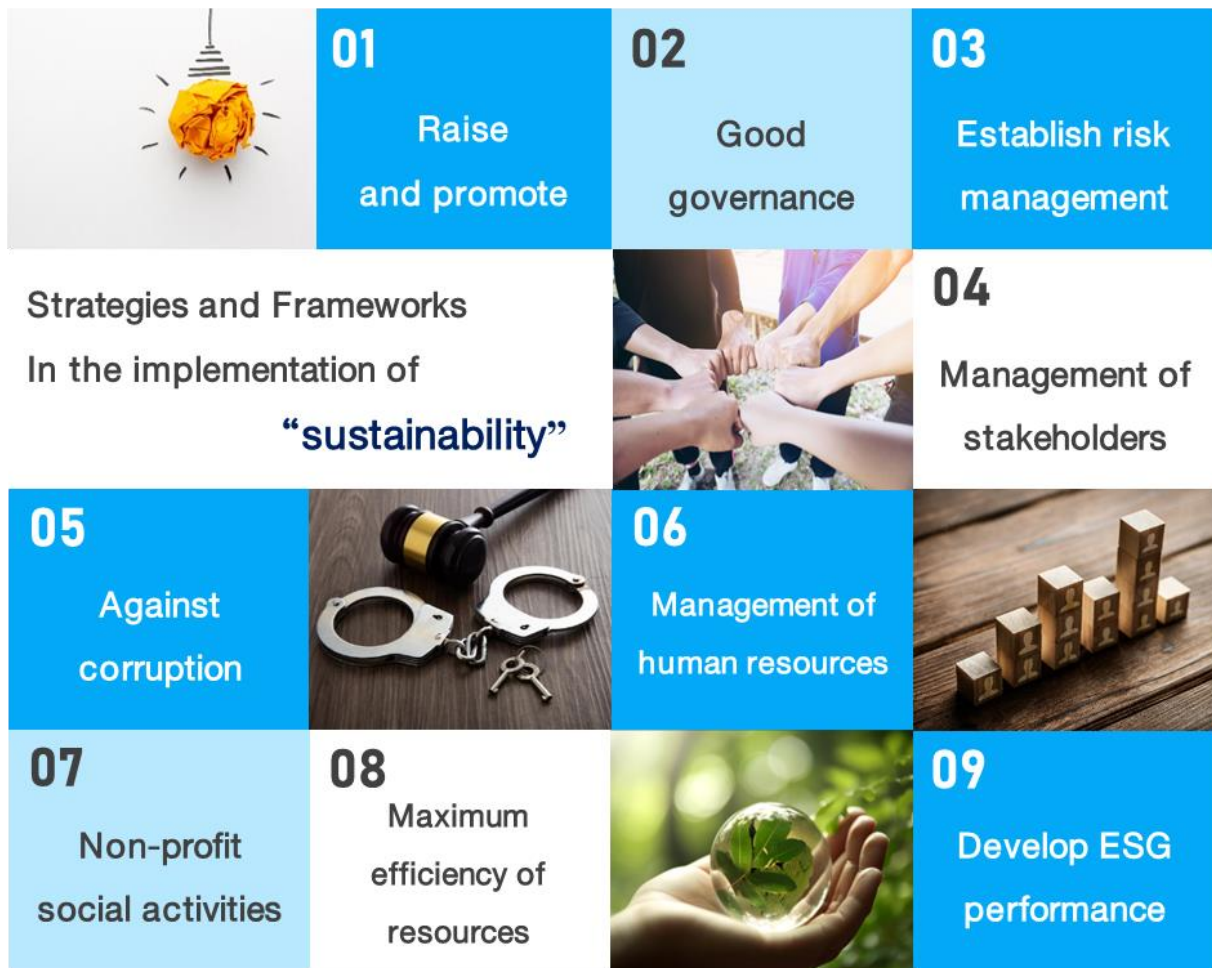 01
Raise
and promote
02
Good
governance
03
Establish risk
management
Strategies and Frameworks
In the implementation of
“sustainability”
04
Management of
stakeholders
05
Against
corruption
06
Management of
human resources
07
Non-profit
social activities
08
Maximum
efficiency of
resources
09
Develop ESG
performance